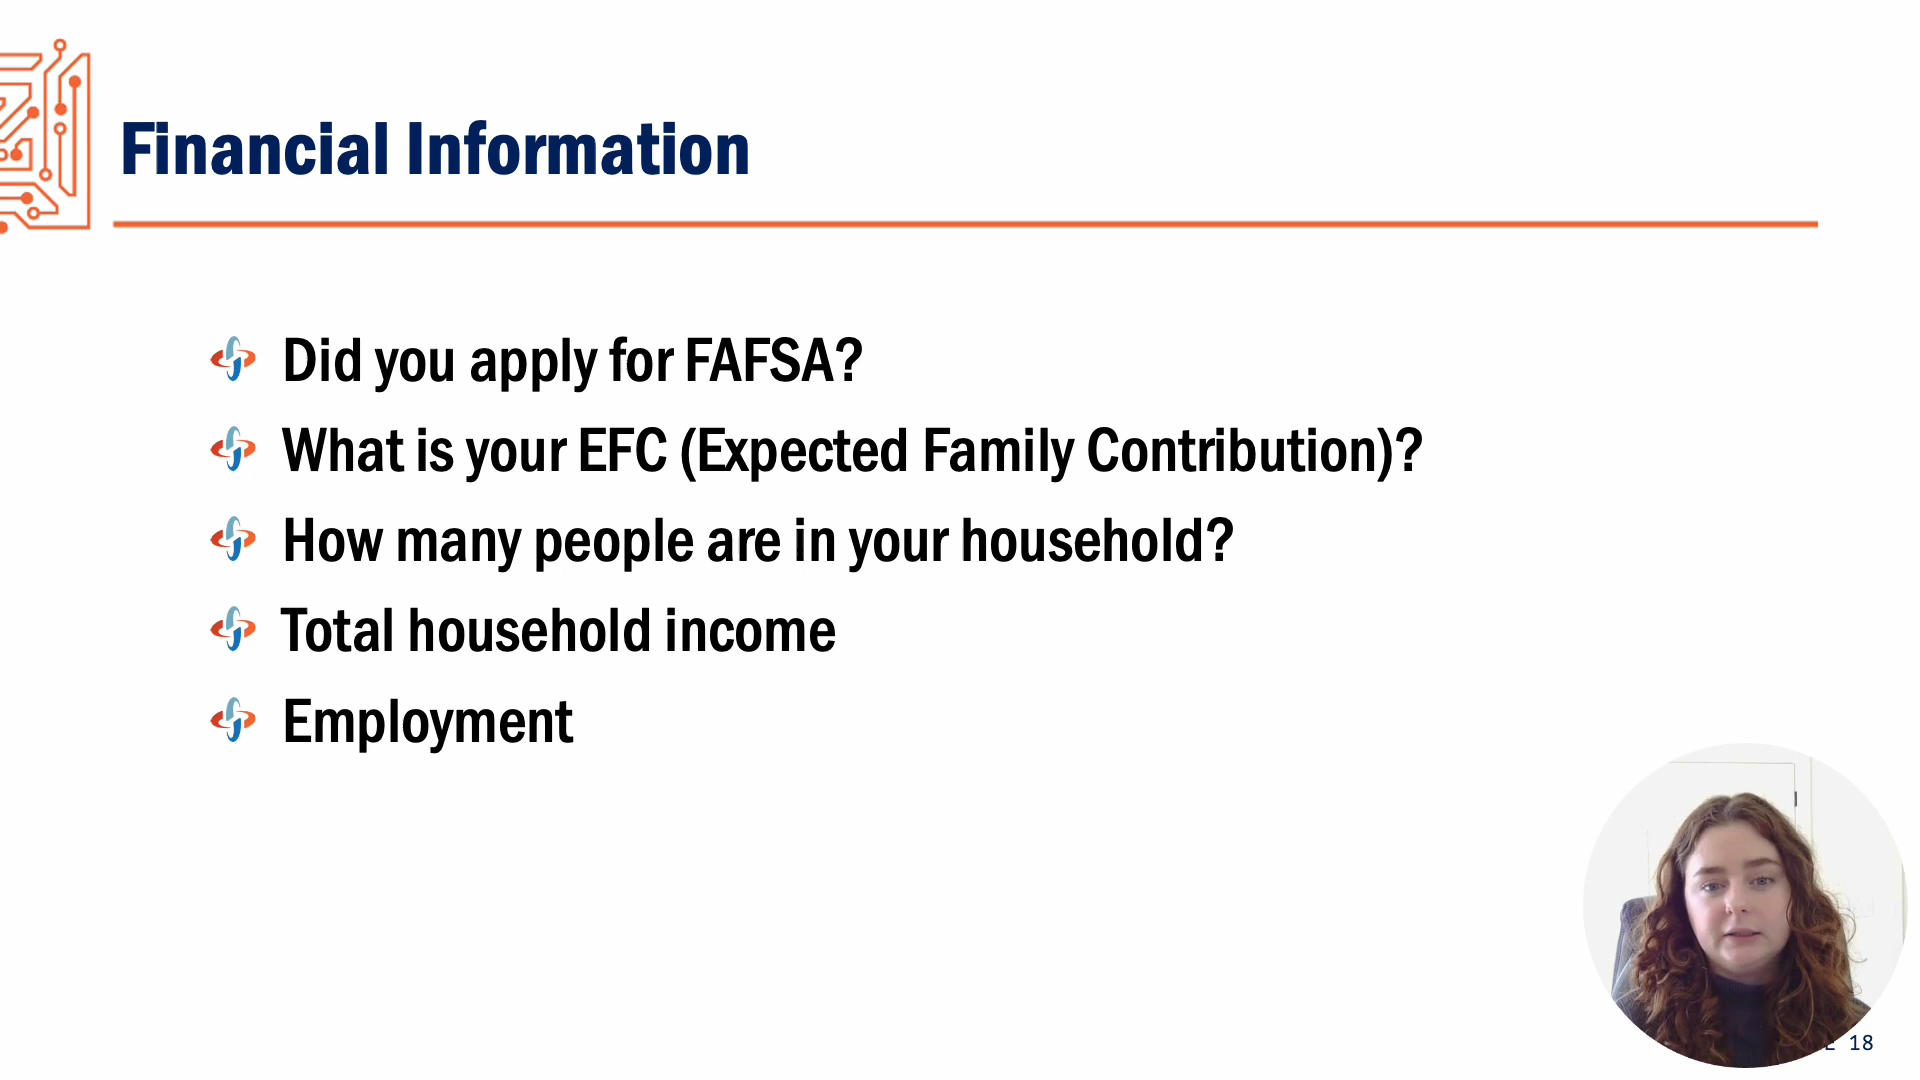 Financial Information
Did you apply for FAFSA?
What is your EFC (Expected Family Contribution)?
How many people are in your household?
Total household income
Employment
18